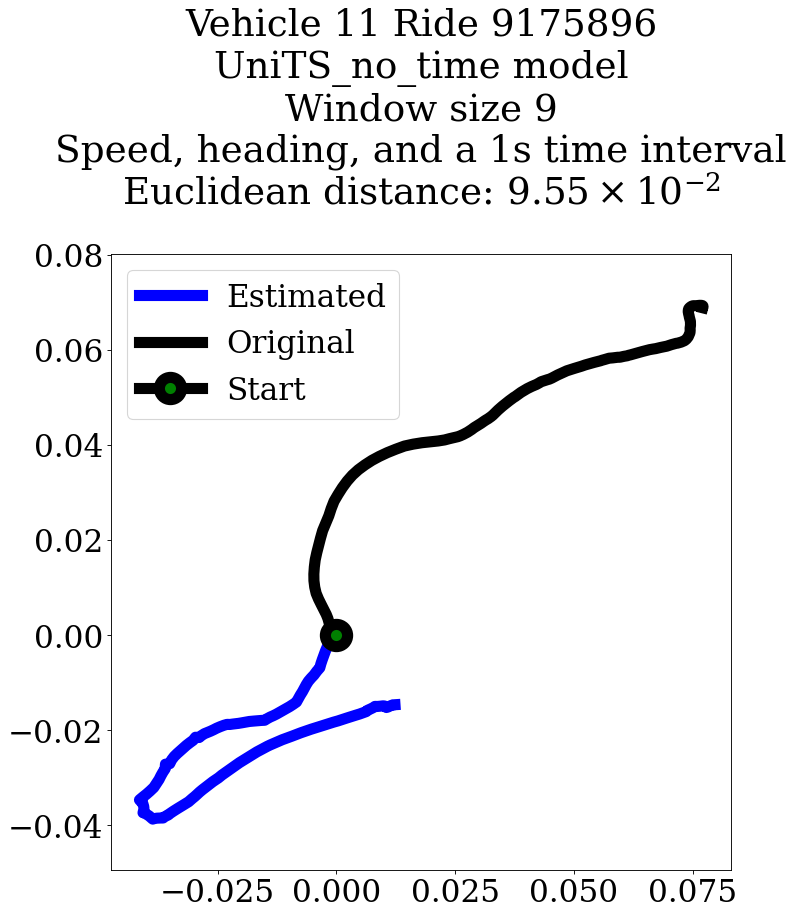 Vehicle 11 Ride 9175896
UniTS_no_time model
Window size 9
Speed, heading, and a 1s time interval
Euclidean distance: 9.55 × 10⁻²
0.08
0.06
0.04
0.02
0.00
−0.02
−0.04
Estimated
Original
Start
−0.025 0.000 0.025 0.050 0.075